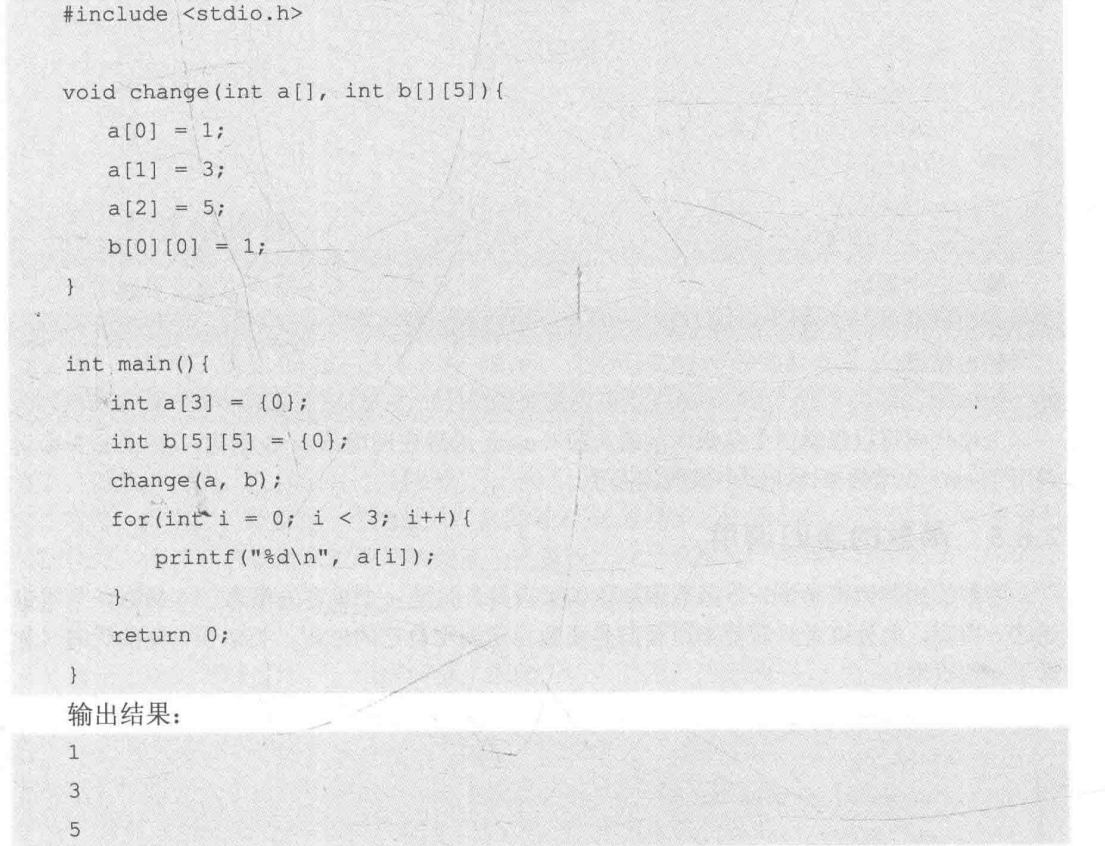 #include <stdio.h>
void change(int a[], int b[][5]){
a[0] = 1;
a[1] = 3;
a[2] = 5;
b[0][0] = 1;
}
int main(){
int a[3] = {0};
int b[5][5] = {0};
change(a, b);
for(int i = 0; i < 3; i++){
printf("%d\n", a[i]);
}
return 0;
}
输出结果：
1
3
5